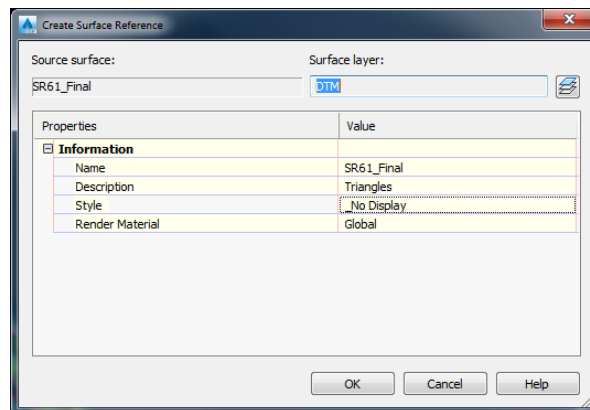 Create Surface Reference
Source surface: Surface layer:
SR61_Final DTM
Properties Value
Information
Name SR61_Final
Description Triangles
Style _No Display
Render Material Global
OK Cancel Help